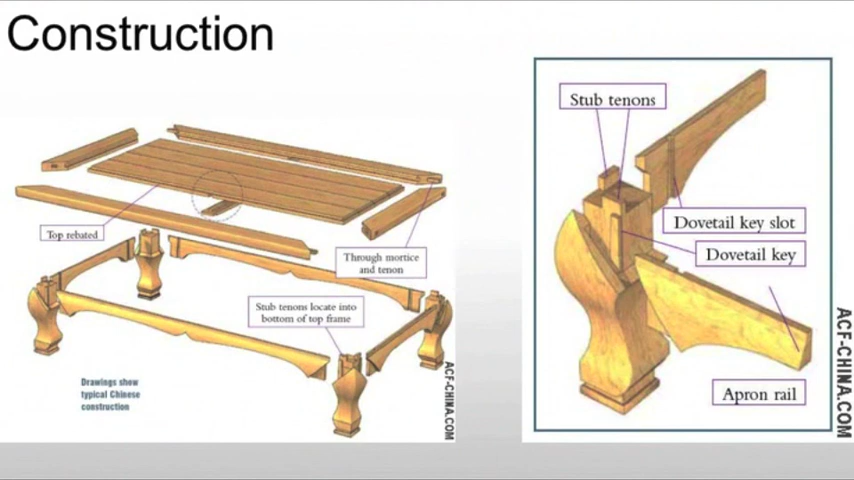 Construction
Top rebated
Through mortice
and tenon
Stub tenons locate into
bottom of top frame
Drawings show
typical Chinese
construction
ACF-CHINA.COM
Stub tenons
Dovetail key slot
Dovetail key
Apron rail
ACF-CHINA.COM